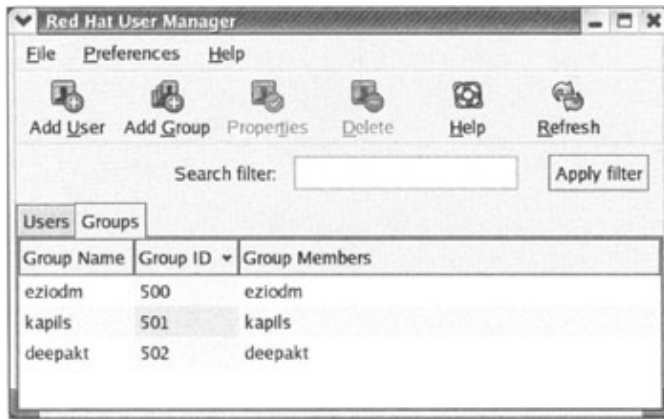 Red Hat User Manager
File Preferences Help
Add User Add Group Properties Delete Help Refresh
Search filter: Apply filter
Users Groups
Group Name Group ID Group Members
eziodm 500 eziodm
kapils 501 kapils
deepakt 502 deepakt